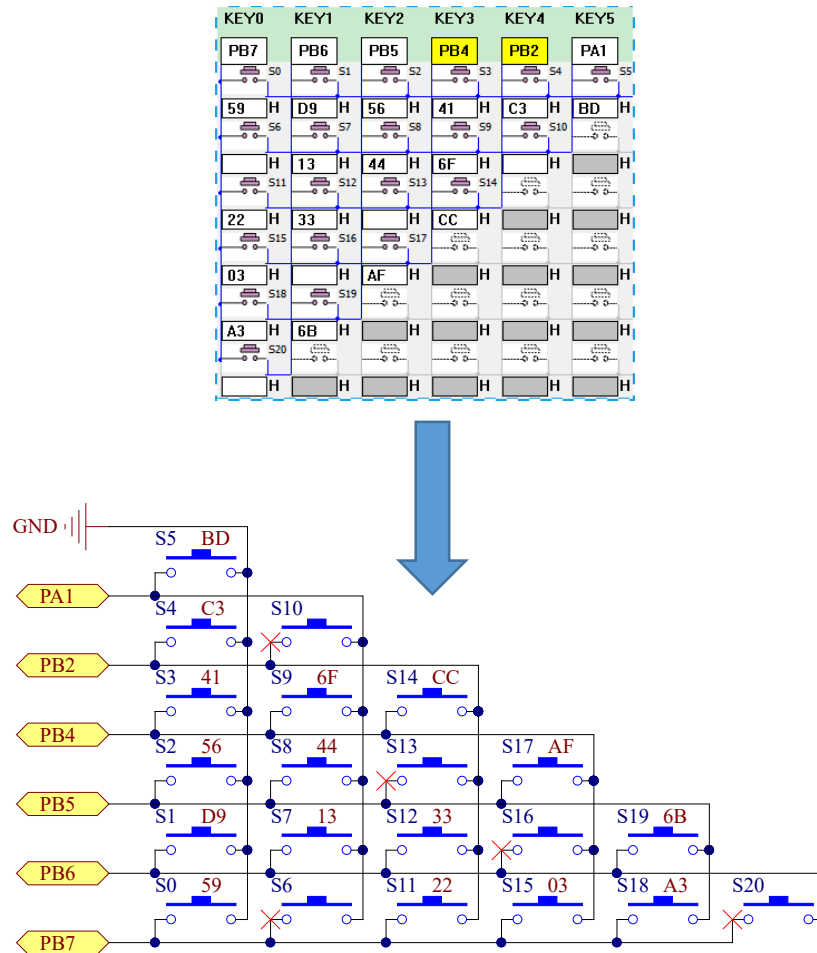 KEY0 KEY1 KEY2 KEY3 KEY4 KEY5
PB7 PB6 PB5 PB4 PB2 PA1
S0 S1 S2 S3 S4 S5
59 H D9 H 56 H 41 H C3 H BD H
S6 S7 S8 S9 S10
H 13 H 44 H 6F H H H
S11 S12 S13 S14
22 H 33 H H CC H H H
S15 S16 S17
03 H H AF H H H H
S18 S19
A3 H 6B H H H H H
S20
H H H H H H
GND
S5 BD
PA1
S4 C3 S10
PB2
S3 41 S9 6F S14 CC
PB4
S2 56 S8 44 S13 S17 AF
PB5
S1 D9 S7 13 S12 33 S16 S19 6B
PB6
S0 59 S6 S11 22 S15 03 S18 A3 S20
PB7